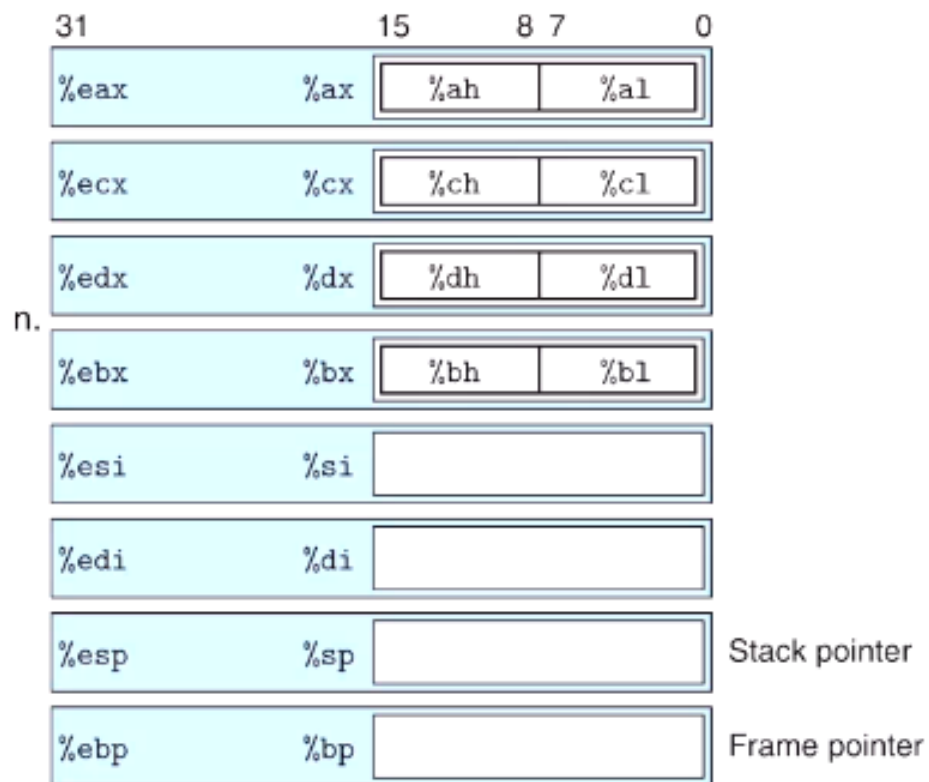 31 15 8 7 0
%eax %ax %ah %al
%ecx %cx %ch %cl
%edx %dx %dh %dl
n.
%ebx %bx %bh %bl
%esi %si
%edi %di
%esp %sp Stack pointer
%ebp %bp Frame pointer